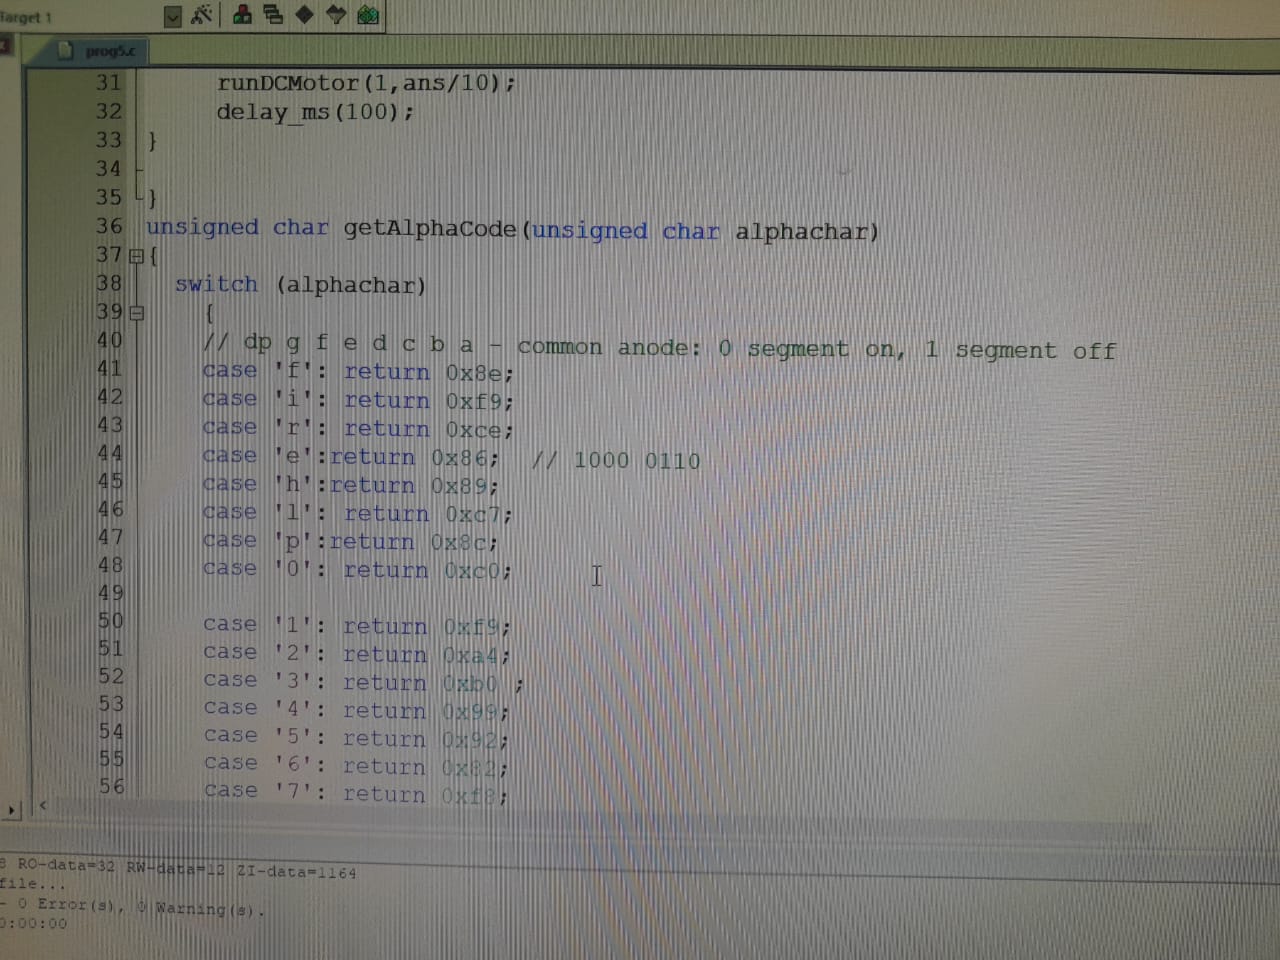 Target 1
prog5.c
31 runDCMotor(1,ans/10);
32 delay_ms(100);
33 }
34
35 }
36 unsigned char getAlphaCode(unsigned char alphachar)
37 {
38 switch (alphachar)
39 {
40 // dp g f e d c b a - common anode: 0 segment on, 1 segment off
41 case 'f': return 0x8e;
42 case 'i': return 0xf9;
43 case 'r': return 0xce;
44 case 'e':return 0x86; // 1000 0110
45 case 'h':return 0x89;
46 case 'l': return 0xc7;
47 case 'p':return 0x8c;
48 case '0': return 0xc0;
49
50 case '1': return 0xf9;
51 case '2': return 0xa4;
52 case '3': return 0xb0 ;
53 case '4': return 0x99;
54 case '5': return 0x92;
55 case '6': return 0x82;
56 case '7': return 0xf8;
8 RO-data=32 RW-data=12 ZI-data=1164
file...
- 0 Error(s), 0 Warning(s).
0:00:00